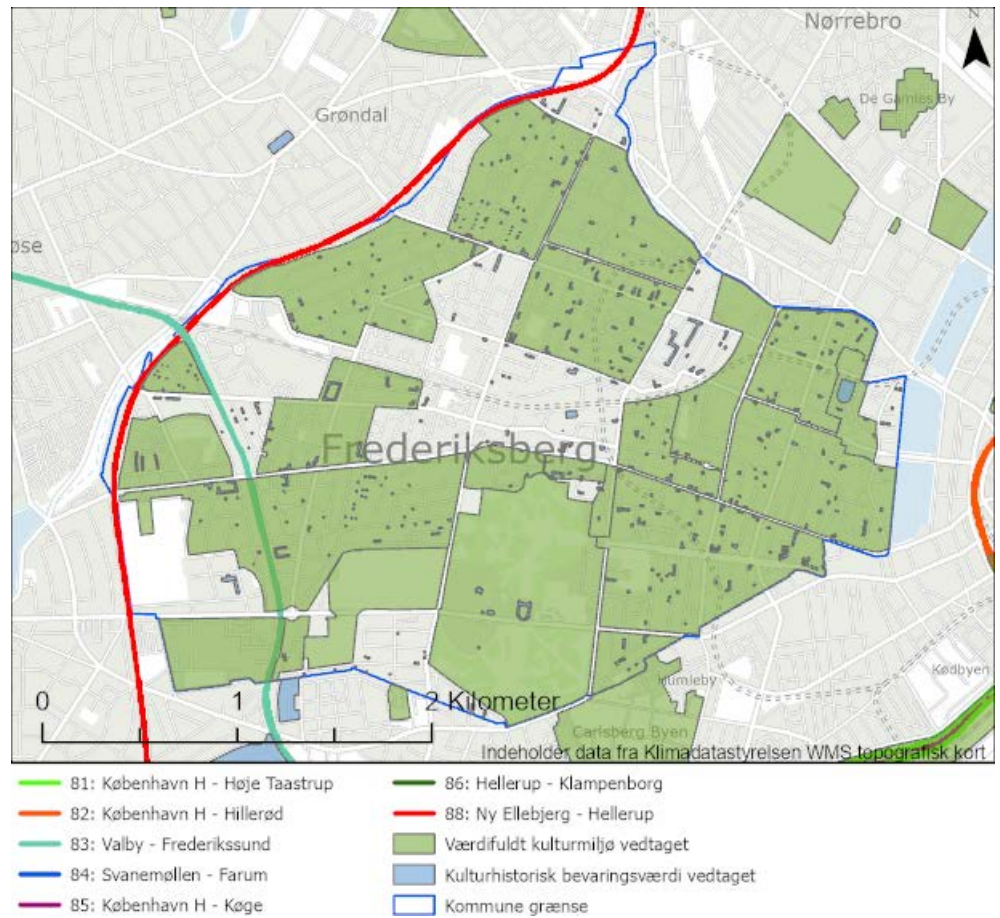 Nørrebro
N
De Gamles By
Grøndal
øse
Frederiksberg
Humleby
Kødbyen
0 1 2 Kilometer
Carlsberg Byen
Indeholder data fra Klimadatastyrelsen WMS topografisk kort
81: København H - Høje Taastrup
82: København H - Hillerød
83: Valby - Frederikssund
84: Svanemøllen - Farum
85: København H - Køge
86: Hellerup - Klampenborg
88: Ny Ellebjerg - Hellerup
Værdifuldt kulturmiljø vedtaget
Kulturhistorisk bevaringsværdi vedtaget
Kommune grænse